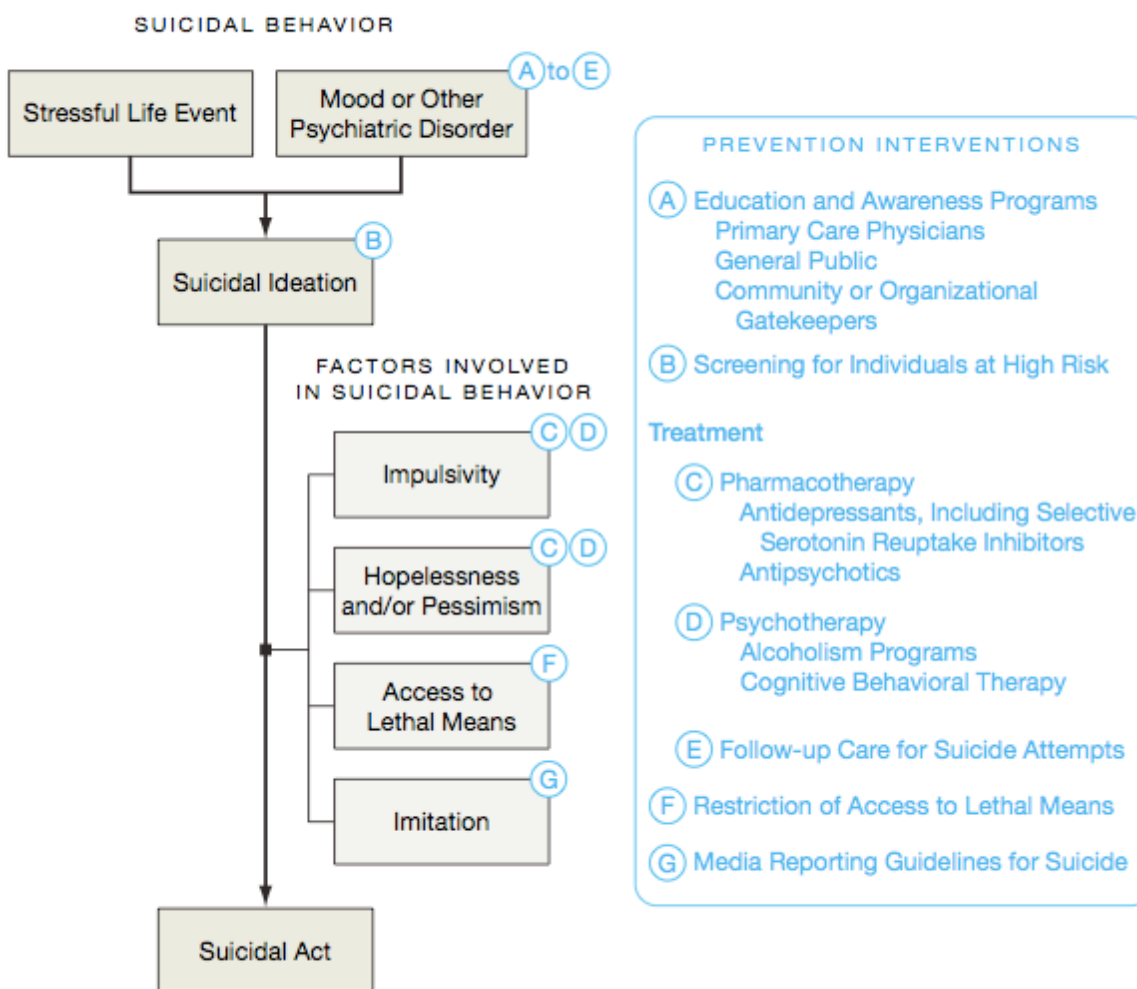 SUICIDAL BEHAVIOR
Stressful Life Event
Mood or Other
Psychiatric Disorder
A to E
Suicidal Ideation
B
FACTORS INVOLVED
IN SUICIDAL BEHAVIOR
Impulsivity
C D
Hopelessness
and/or Pessimism
C D
Access to
Lethal Means
F
Imitation
G
Suicidal Act
PREVENTION INTERVENTIONS
A Education and Awareness Programs
Primary Care Physicians
General Public
Community or Organizational
Gatekeepers
B Screening for Individuals at High Risk
Treatment
C Pharmacotherapy
Antidepressants, Including Selective
Serotonin Reuptake Inhibitors
Antipsychotics
D Psychotherapy
Alcoholism Programs
Cognitive Behavioral Therapy
E Follow-up Care for Suicide Attempts
F Restriction of Access to Lethal Means
G Media Reporting Guidelines for Suicide